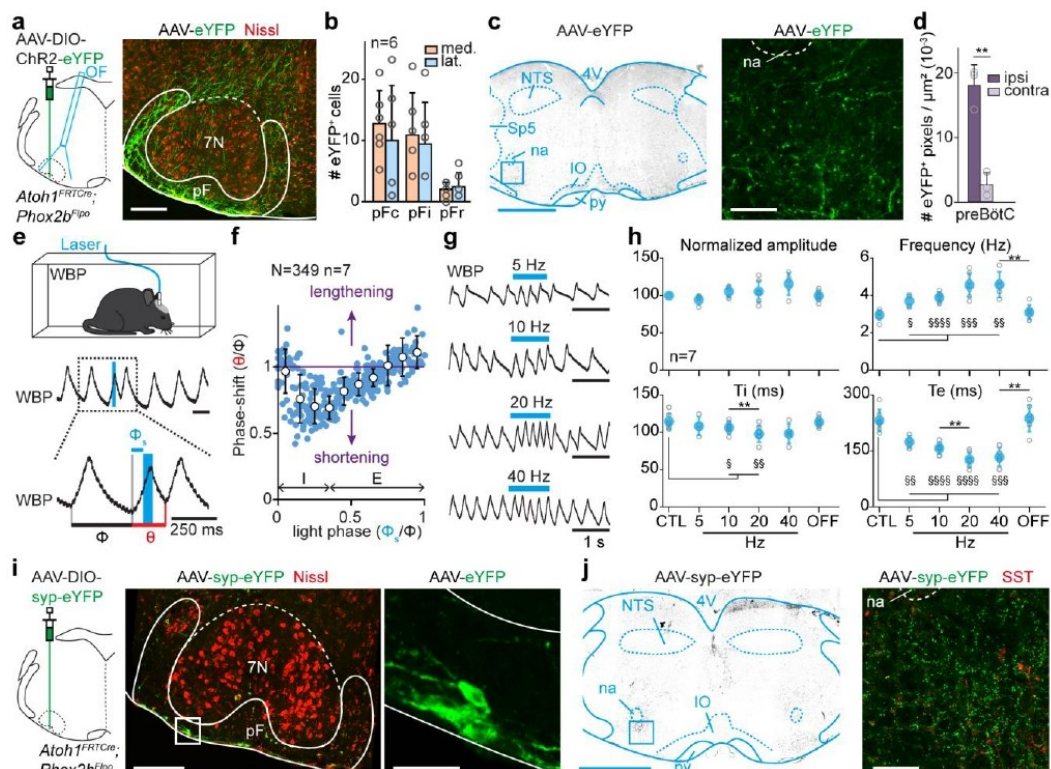 a
AAV-DIO-
ChR2-eYFP
OF
Atoh1FRTCre;
Phox2bFlpo
AAV-eYFP Nissl
7N
pF
b
n=6
med.
lat.
# eYFP+ cells
20
10
0
pFc pFi pFr
c
AAV-eYFP
NTS
4V
Sp5
na
IO
py
AAV-eYFP
na
d
# eYFP+ pixels / µm² (10-3)
**
ipsi
contra
30
20
10
0
preBötC
e
Laser
WBP
WBP
Φs
WBP
Φ
θ
250 ms
f
N=349 n=7
lengthening
Phase-shift (θ/Φ)
1
0.5
0
shortening
I
E
0 0.5 1
light phase (Φs/Φ)
g
WBP
5 Hz
10 Hz
20 Hz
40 Hz
1 s
h
Normalized amplitude
150
100
50
n=7
Frequency (Hz)
6
4
2
0
**
§ §§§§ §§§ §§
Ti (ms)
150
100
50
**
§ §§
CTL 5 10 20 40 OFF
Hz
Te (ms)
300
150
0
**
**
§§ §§§§ §§§§ §§§
CTL 5 10 20 40 OFF
Hz
i
AAV-DIO-
syp-eYFP
Atoh1FRTCre;
Phox2bFlpo
AAV-syp-eYFP Nissl
7N
pF
AAV-eYFP
j
AAV-syp-eYFP
NTS
4V
na
IO
py
AAV-syp-eYFP SST
na